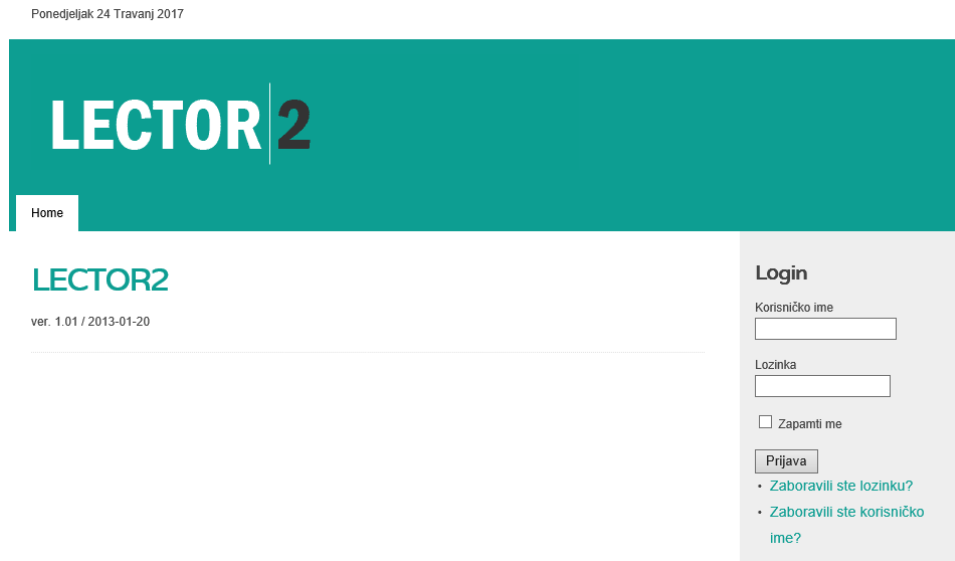 Ponedjeljak 24 Travanj 2017
LECTOR 2
Home
LECTOR2
ver. 1.01 / 2013-01-20
Login
Korisničko ime
Lozinka
Zapamti me
Prijava
Zaboravili ste lozinku?
Zaboravili ste korisničko
ime?